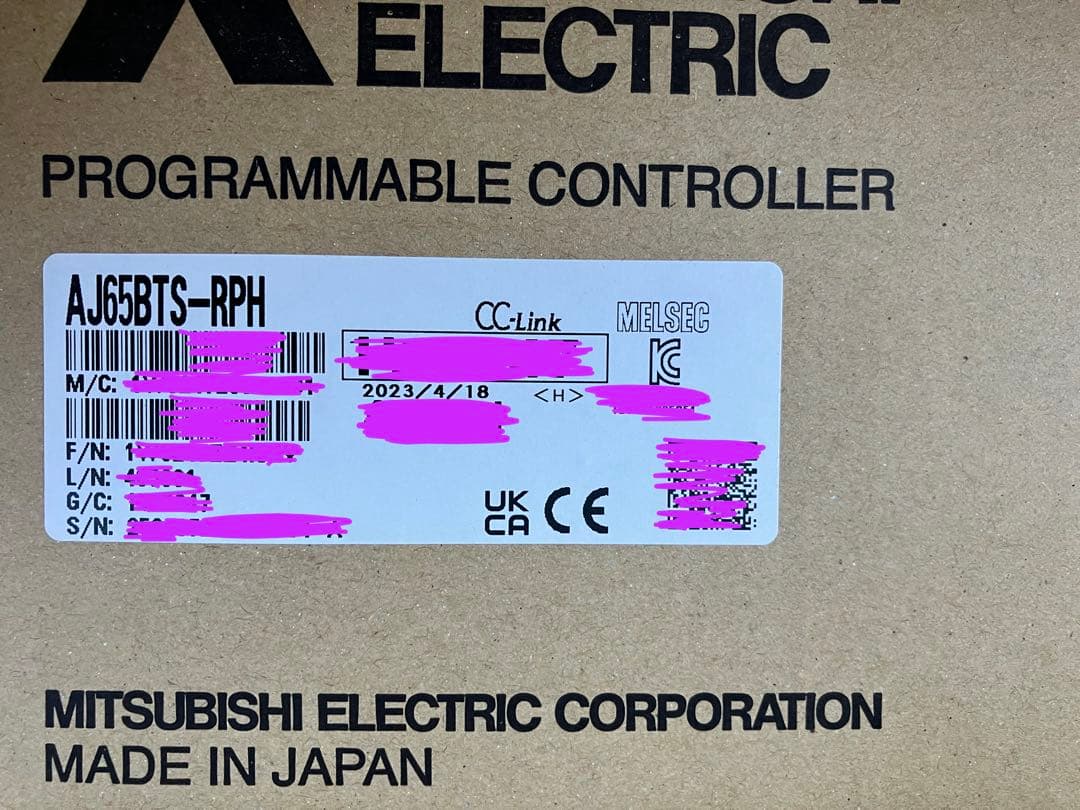 ELECTRIC
PROGRAMMABLE CONTROLLER
AJ65BTS-RPH
CC-Link
MELSEC
M/C:
2023/4/18 <H>
F/N:
L/N:
G/C:
S/N:
UK
CA CE
MITSUBISHI ELECTRIC CORPORATION
MADE IN JAPAN